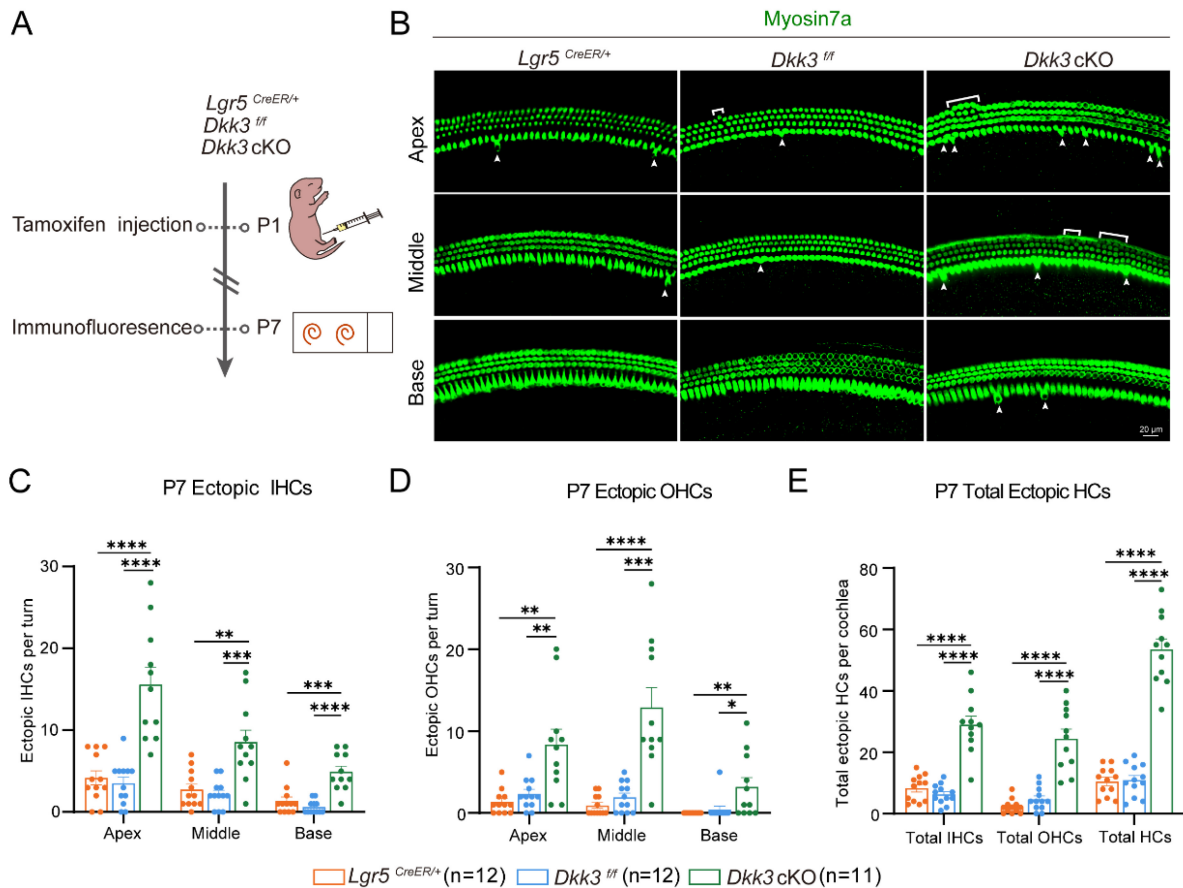 A
Lgr5 CreER/+
Dkk3 f/f
Dkk3 cKO
Tamoxifen injection
P1
Immunofluoresence
P7
B
Myosin7a
Lgr5 CreER/+
Dkk3 f/f
Dkk3 cKO
Apex
Middle
Base
20 μm
C
P7 Ectopic IHCs
Ectopic IHCs per turn
30
20
10
0
**** ****
** ***
*** ****
Apex Middle Base
D
P7 Ectopic OHCs
Ectopic OHCs per turn
30
20
10
0
** **
**** ***
** *
Apex Middle Base
E
P7 Total Ectopic HCs
Total ectopic HCs per cochlea
80
60
40
20
0
**** ****
**** ****
**** ****
Total IHCs Total OHCs Total HCs
Lgr5 CreER/+ (n=12) Dkk3 f/f (n=12) Dkk3 cKO (n=11)